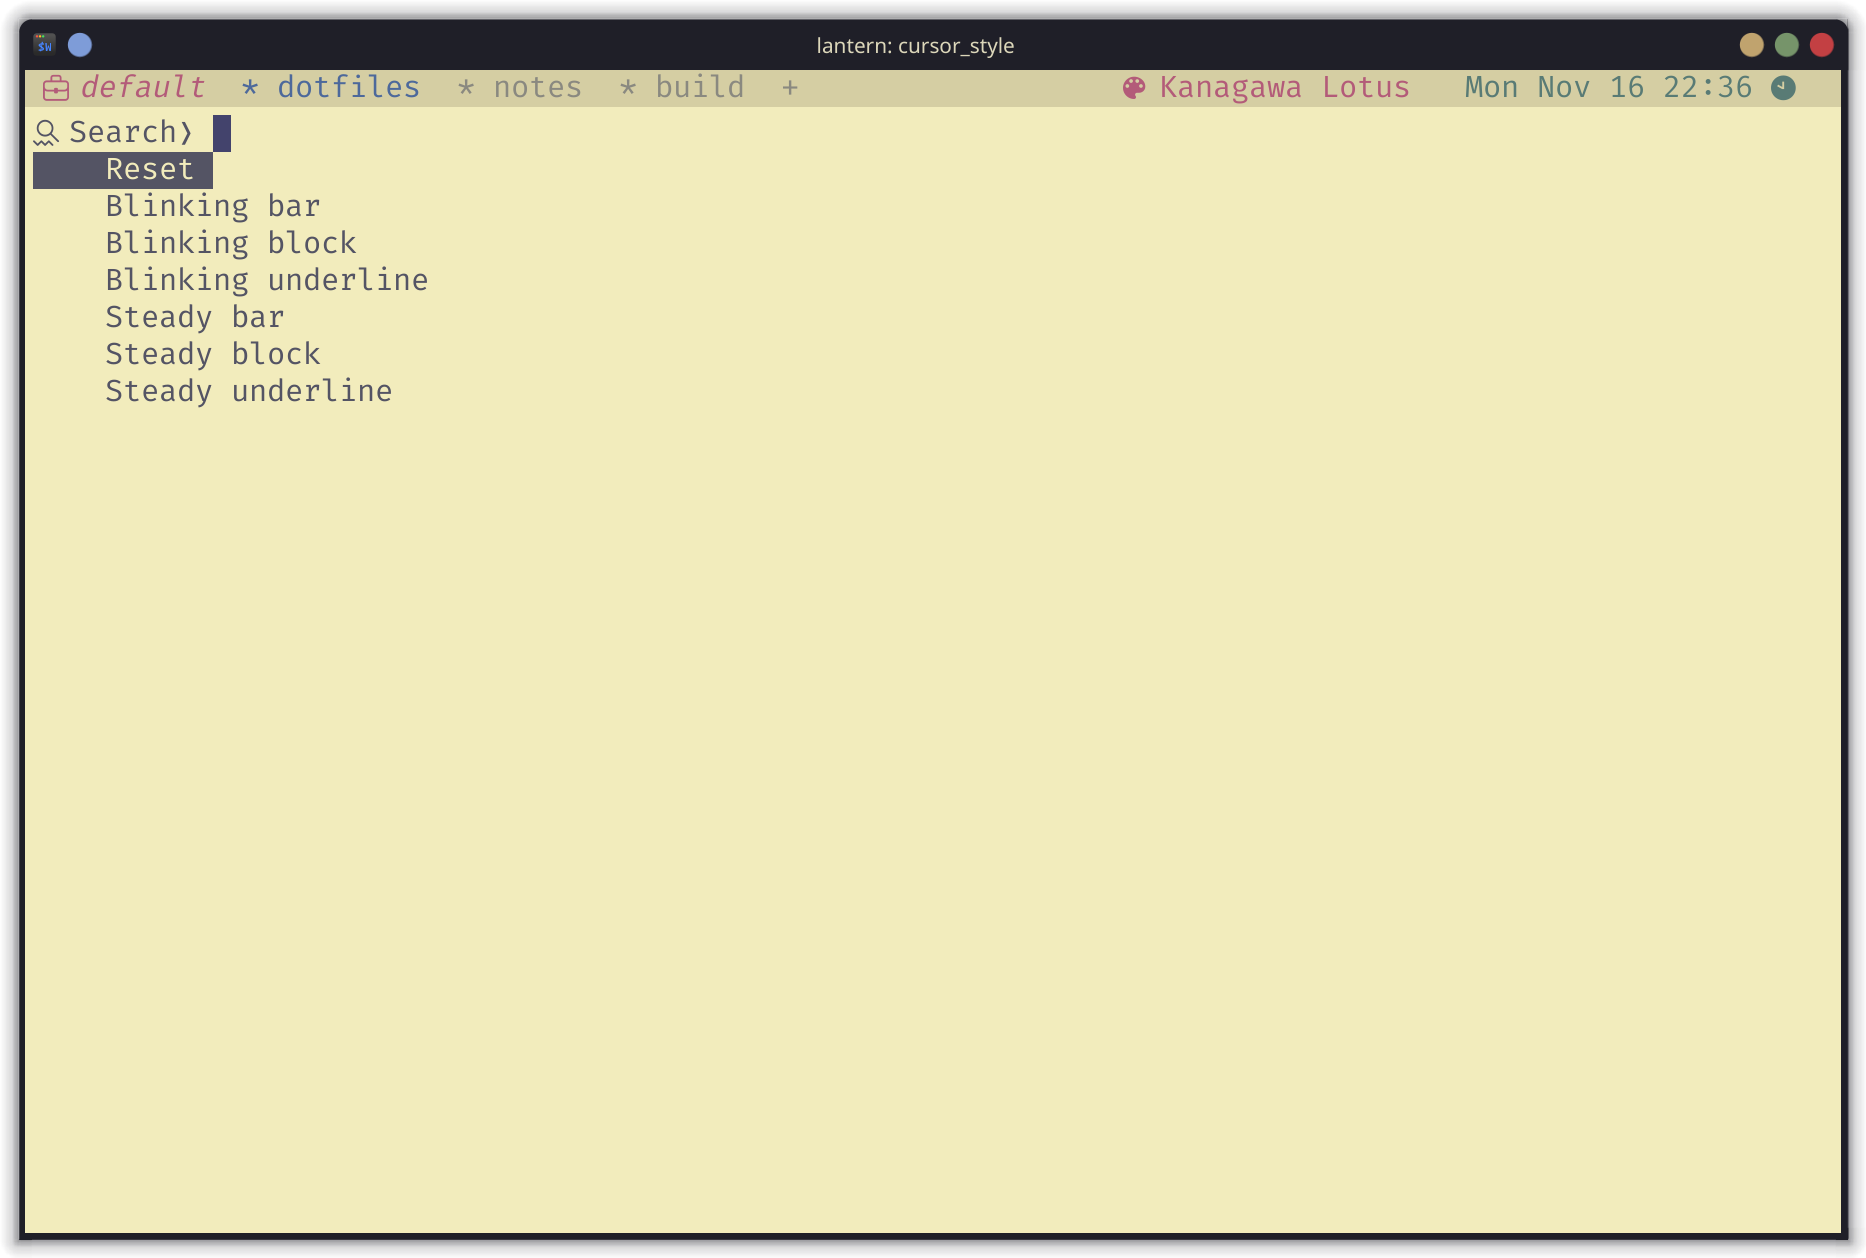 $W
lantern: cursor_style
default * dotfiles * notes * build + Kanagawa Lotus Mon Nov 16 22:36
Search⟩
Reset
Blinking bar
Blinking block
Blinking underline
Steady bar
Steady block
Steady underline